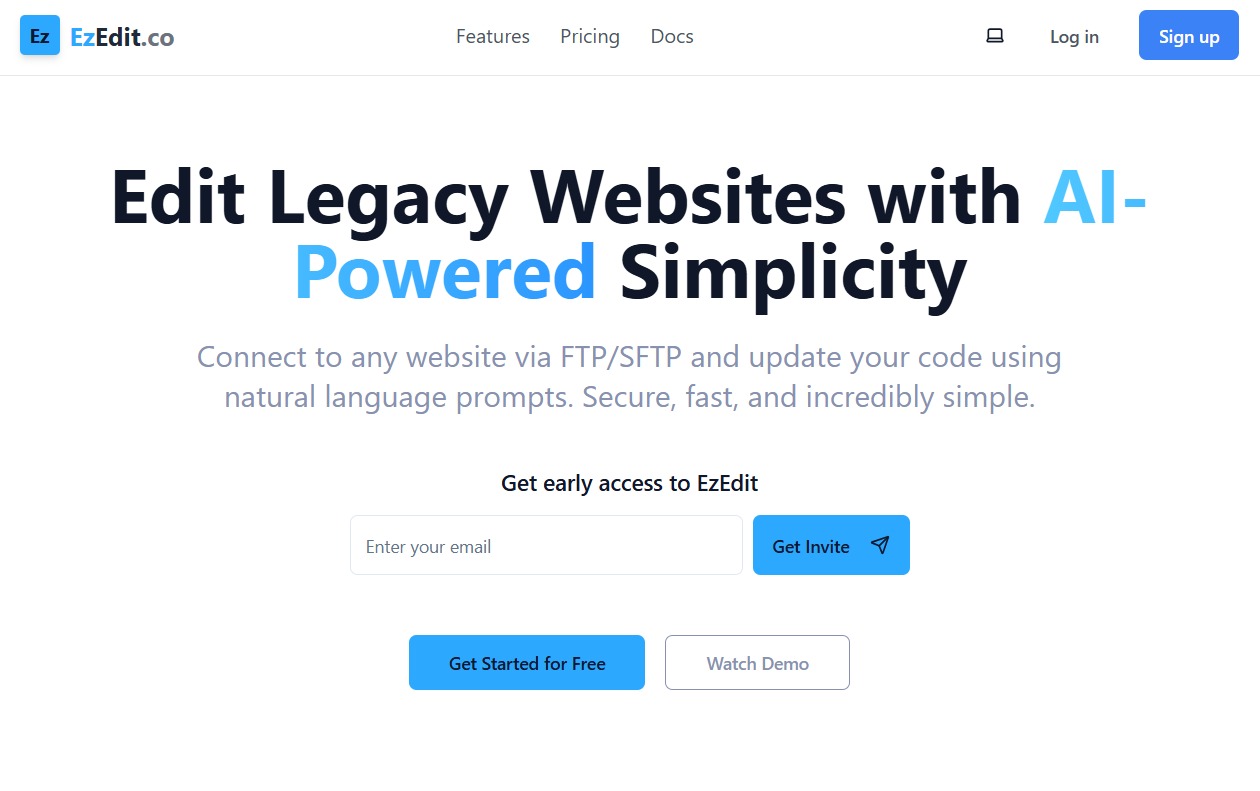 Ez EzEdit.co Features Pricing Docs Log in Sign up
Edit Legacy Websites with AI-
Powered Simplicity
Connect to any website via FTP/SFTP and update your code using
natural language prompts. Secure, fast, and incredibly simple.
Get early access to EzEdit
Enter your email Get Invite
Get Started for Free Watch Demo